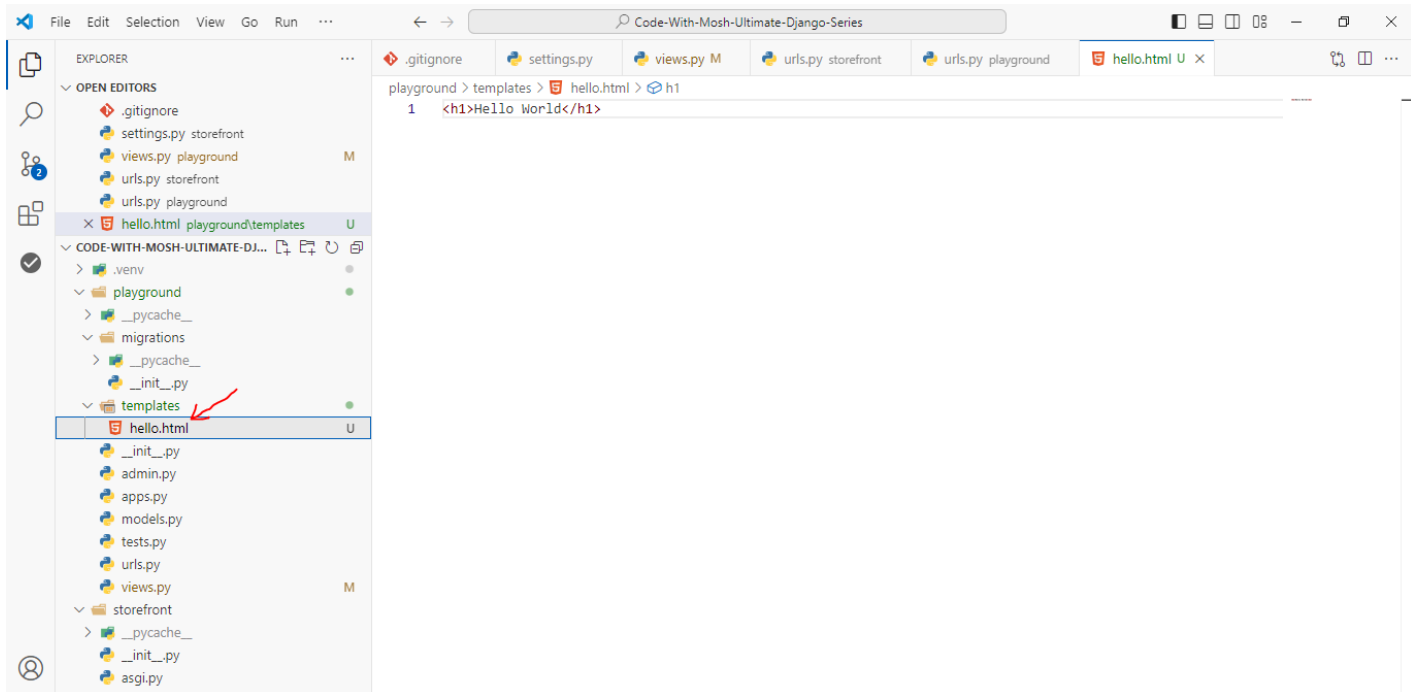 File Edit Selection View Go Run ···
Code-With-Mosh-Ultimate-Django-Series
EXPLORER ···
OPEN EDITORS
.gitignore
settings.py storefront
views.py playground M
urls.py storefront
urls.py playground
hello.html playground\templates U
CODE-WITH-MOSH-ULTIMATE-DJ...
.venv
playground
__pycache__
migrations
__pycache__
__init__.py
templates
hello.html U
__init__.py
admin.py
apps.py
models.py
tests.py
urls.py
views.py M
storefront
__pycache__
__init__.py
asgi.py
2
.gitignore settings.py views.py M urls.py storefront urls.py playground hello.html U
playground > templates > hello.html > h1
1 <h1>Hello World</h1>